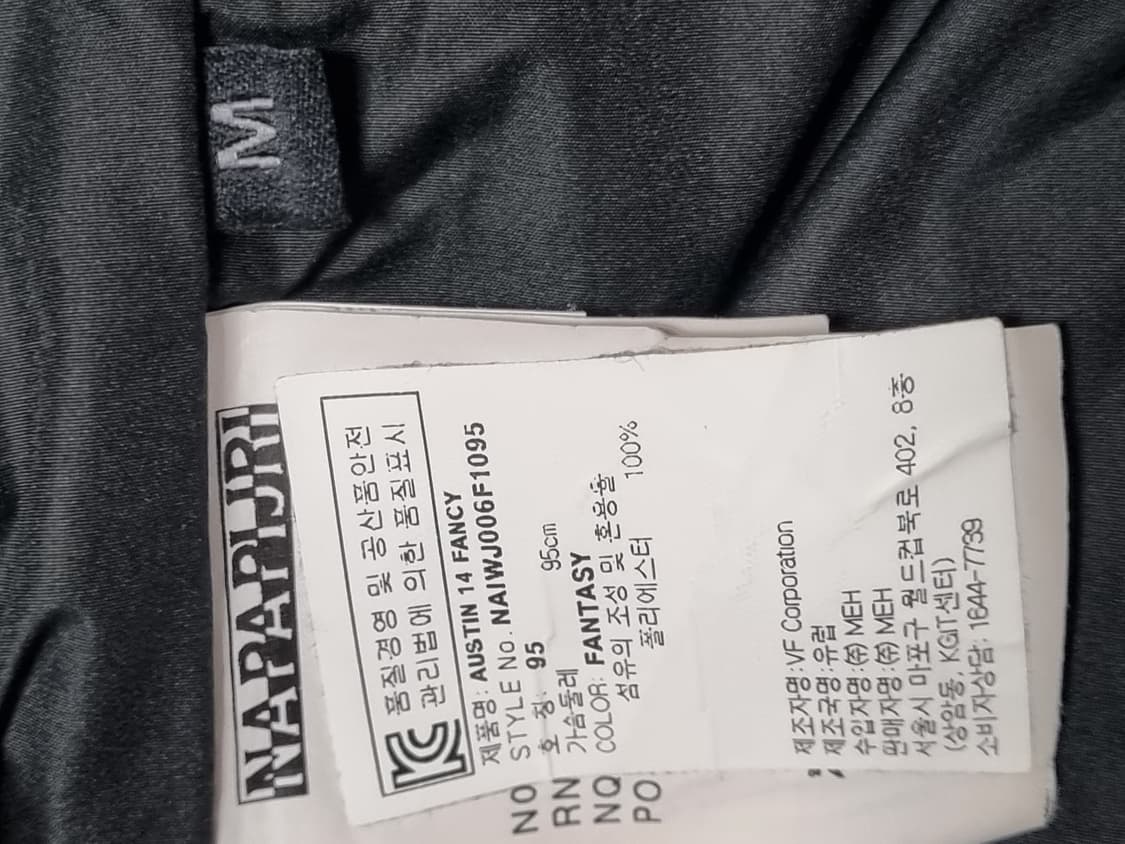 M
NAPAPIJRI
KC
품질경영 및 공산품안전
관리법에 의한 품질표시
제품명: AUSTIN 14 FANCY
STYLE No. NAIWJ006F1095
호 칭: 95
가슴둘레 95cm
COLOR: FANTASY
섬유의 조성 및 혼용율
폴리에스터 100%
제조자명:VF Corporation
제조국명:유럽
수입자명:㈜ MEH
판매자명:㈜ MEH
서울시 마포구 월드컵북로 402, 8층
(상암동, KGIT센터)
소비자상담: 1644-7739
NO
RN
NQ
PO